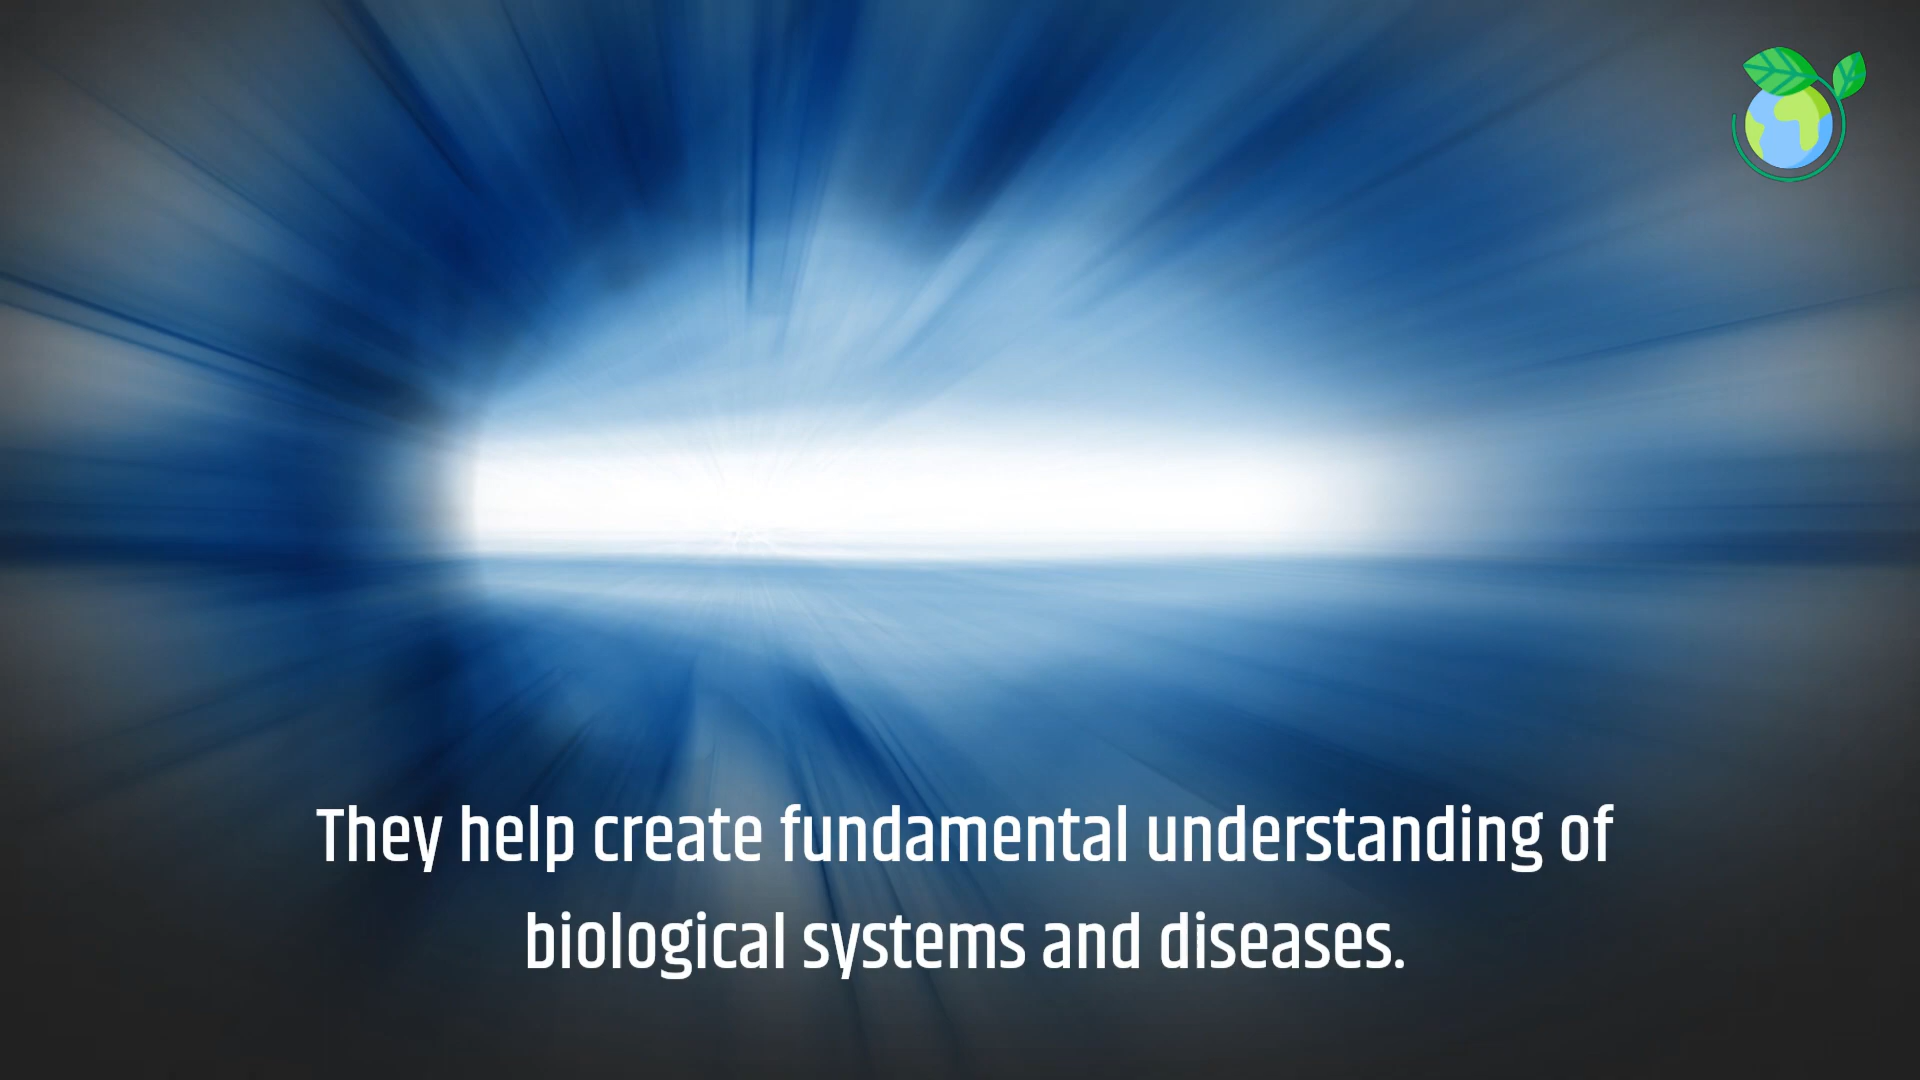 They help create fundamental understanding of
biological systems and diseases.